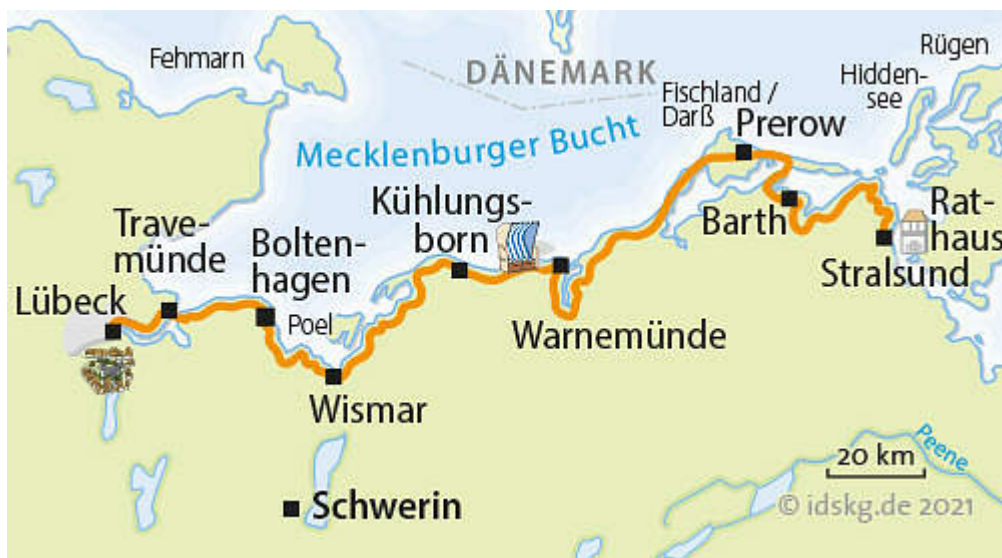 Fehmarn
DÄNEMARK
Rügen
Hidden-
see
Fischland /
Darß
Prerow
Mecklenburger Bucht
Kühlungs-
born
Trave-
münde
Bolten-
hagen
Barth
Rat-
haus
Stralsund
Lübeck
Poel
Warnemünde
Wismar
Peene
20 km
Schwerin
© idskg.de 2021